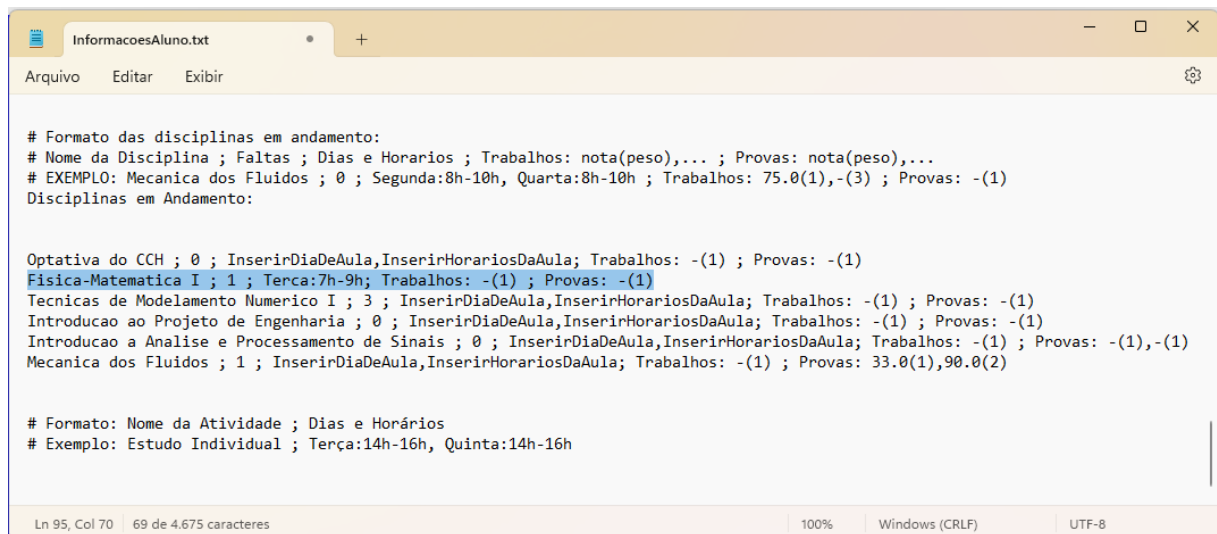 InformacoesAluno.txt
Arquivo Editar Exibir
# Formato das disciplinas em andamento:
# Nome da Disciplina ; Faltas ; Dias e Horarios ; Trabalhos: nota(peso),... ; Provas: nota(peso),...
# EXEMPLO: Mecanica dos Fluidos ; 0 ; Segunda:8h-10h, Quarta:8h-10h ; Trabalhos: 75.0(1),-(3) ; Provas: -(1)
Disciplinas em Andamento:
Optativa do CCH ; 0 ; InserirDiaDeAula,InserirHorariosDaAula; Trabalhos: -(1) ; Provas: -(1)
Fisica-Matematica I ; 1 ; Terca:7h-9h; Trabalhos: -(1) ; Provas: -(1)
Tecnicas de Modelamento Numerico I ; 3 ; InserirDiaDeAula,InserirHorariosDaAula; Trabalhos: -(1) ; Provas: -(1)
Introducao ao Projeto de Engenharia ; 0 ; InserirDiaDeAula,InserirHorariosDaAula; Trabalhos: -(1) ; Provas: -(1)
Introducao a Analise e Processamento de Sinais ; 0 ; InserirDiaDeAula,InserirHorariosDaAula; Trabalhos: -(1) ; Provas: -(1),-(1)
Mecanica dos Fluidos ; 1 ; InserirDiaDeAula,InserirHorariosDaAula; Trabalhos: -(1) ; Provas: 33.0(1),90.0(2)
# Formato: Nome da Atividade ; Dias e Horários
# Exemplo: Estudo Individual ; Terça:14h-16h, Quinta:14h-16h
Ln 95, Col 70 69 de 4.675 caracteres 100% Windows (CRLF) UTF-8